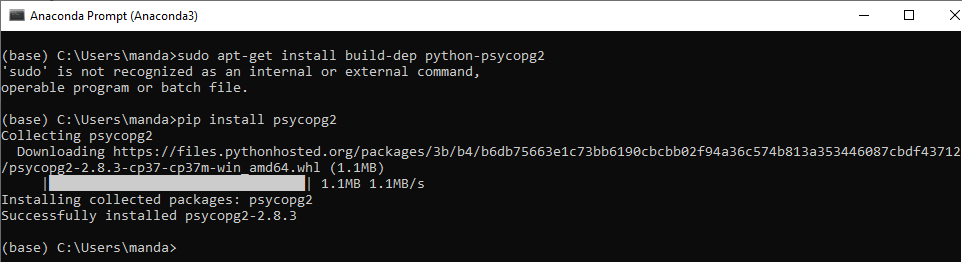 Anaconda Prompt (Anaconda3)
(base) C:\Users\manda>sudo apt-get install build-dep python-psycopg2
'sudo' is not recognized as an internal or external command,
operable program or batch file.
(base) C:\Users\manda>pip install psycopg2
Collecting psycopg2
Downloading https://files.pythonhosted.org/packages/3b/b4/b6db75663e1c73bb6190cbcbb02f94a36c574b813a353446087cbdf43712
/psycopg2-2.8.3-cp37-cp37m-win_amd64.whl (1.1MB)
|████████████████████████████████| 1.1MB 1.1MB/s
Installing collected packages: psycopg2
Successfully installed psycopg2-2.8.3
(base) C:\Users\manda>